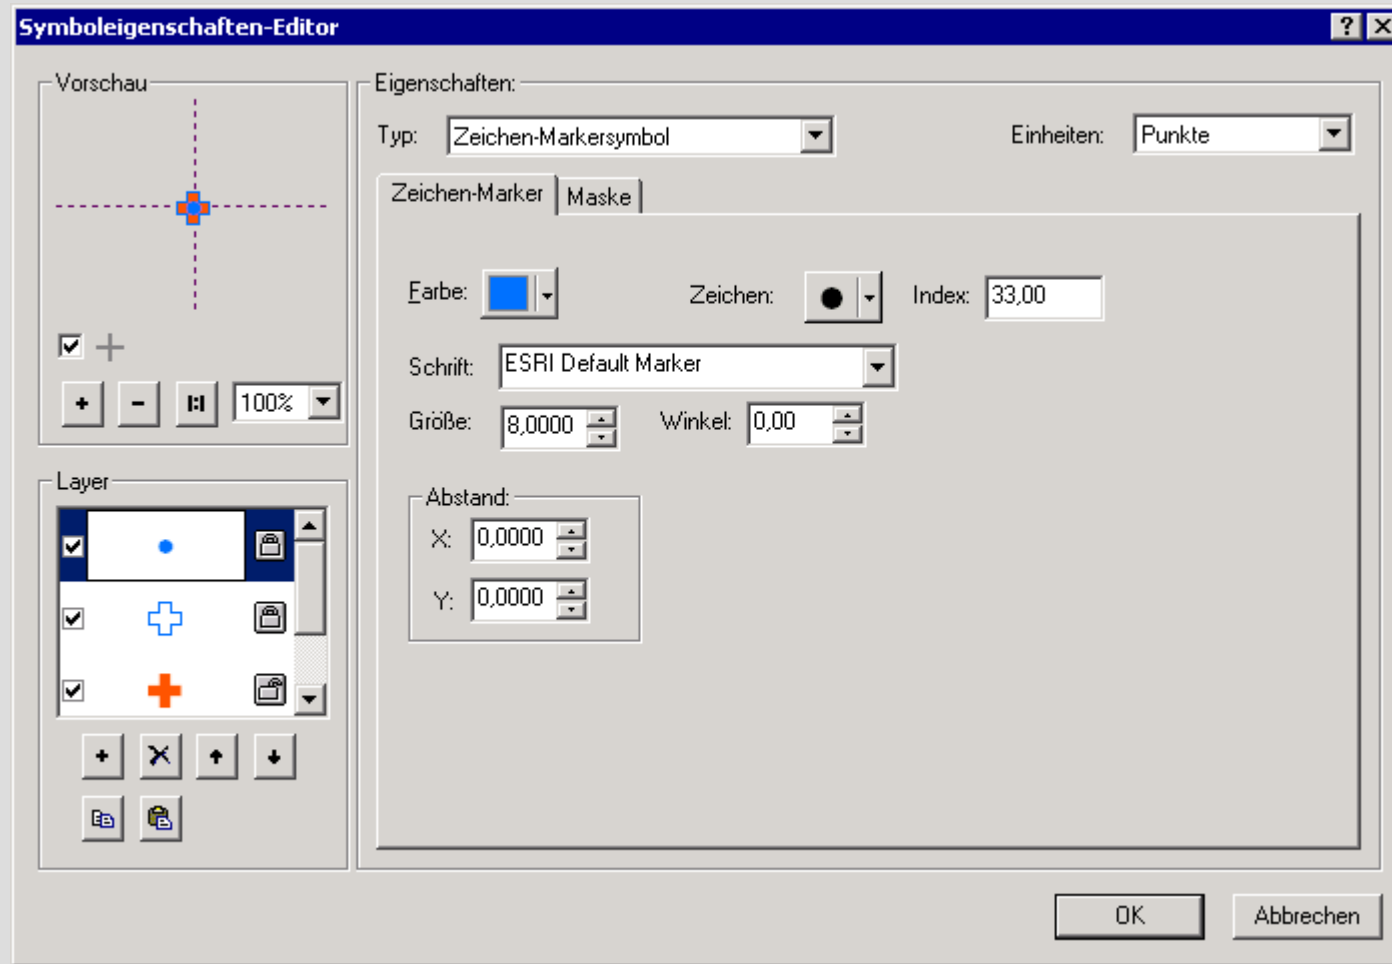 Symboleigenschaften-Editor
Vorschau
100%
Layer
Eigenschaften:
Typ: Zeichen-Markersymbol Einheiten: Punkte
Zeichen-Marker Maske
Farbe: Zeichen: Index: 33,00
Schrift: ESRI Default Marker
Größe: 8,0000 Winkel: 0,00
Abstand:
X: 0,0000
Y: 0,0000
OK Abbrechen